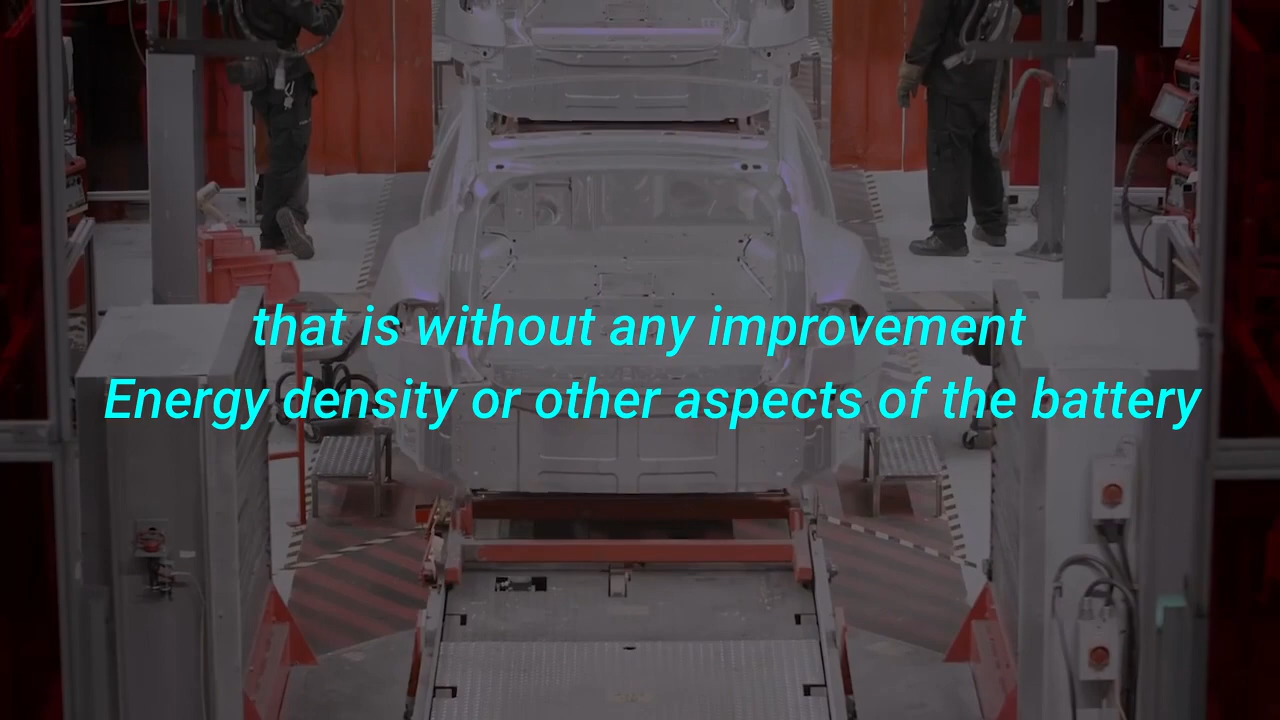 that is without any improvement
Energy density or other aspects of the battery